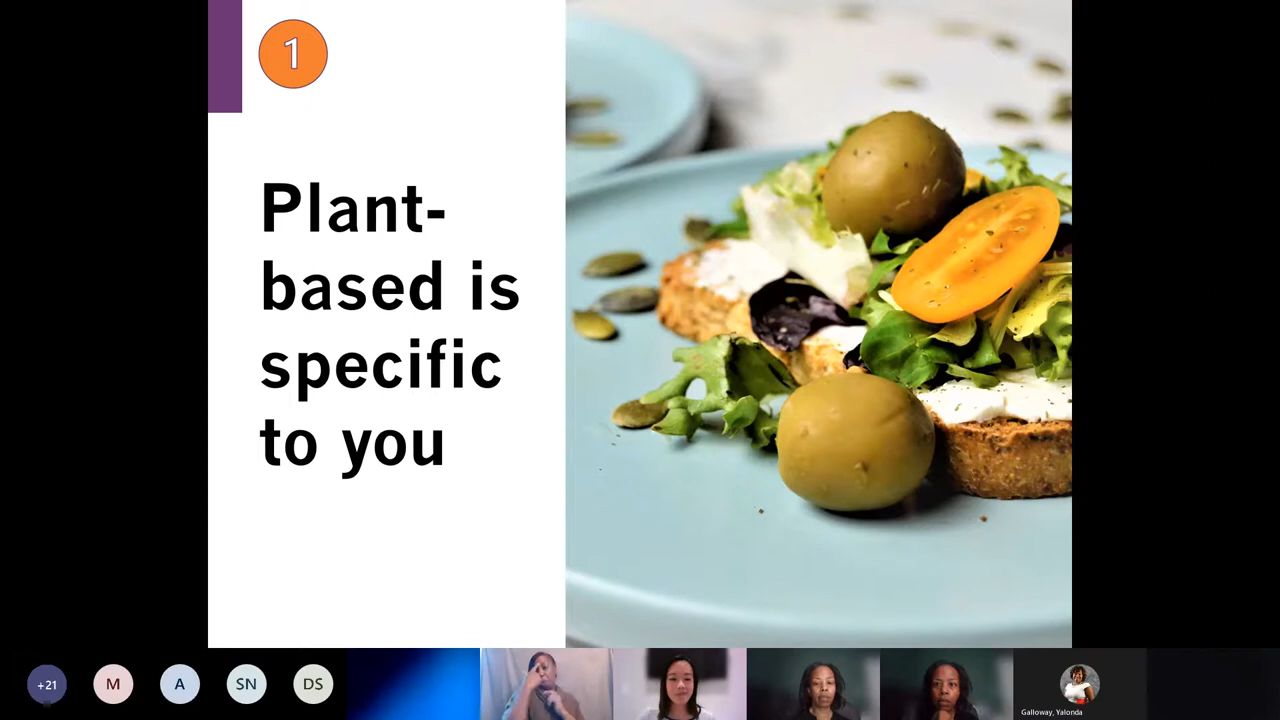 1
Plant-
based is
specific
to you
+21
M
A
SN
DS
Galloway, Yalonda